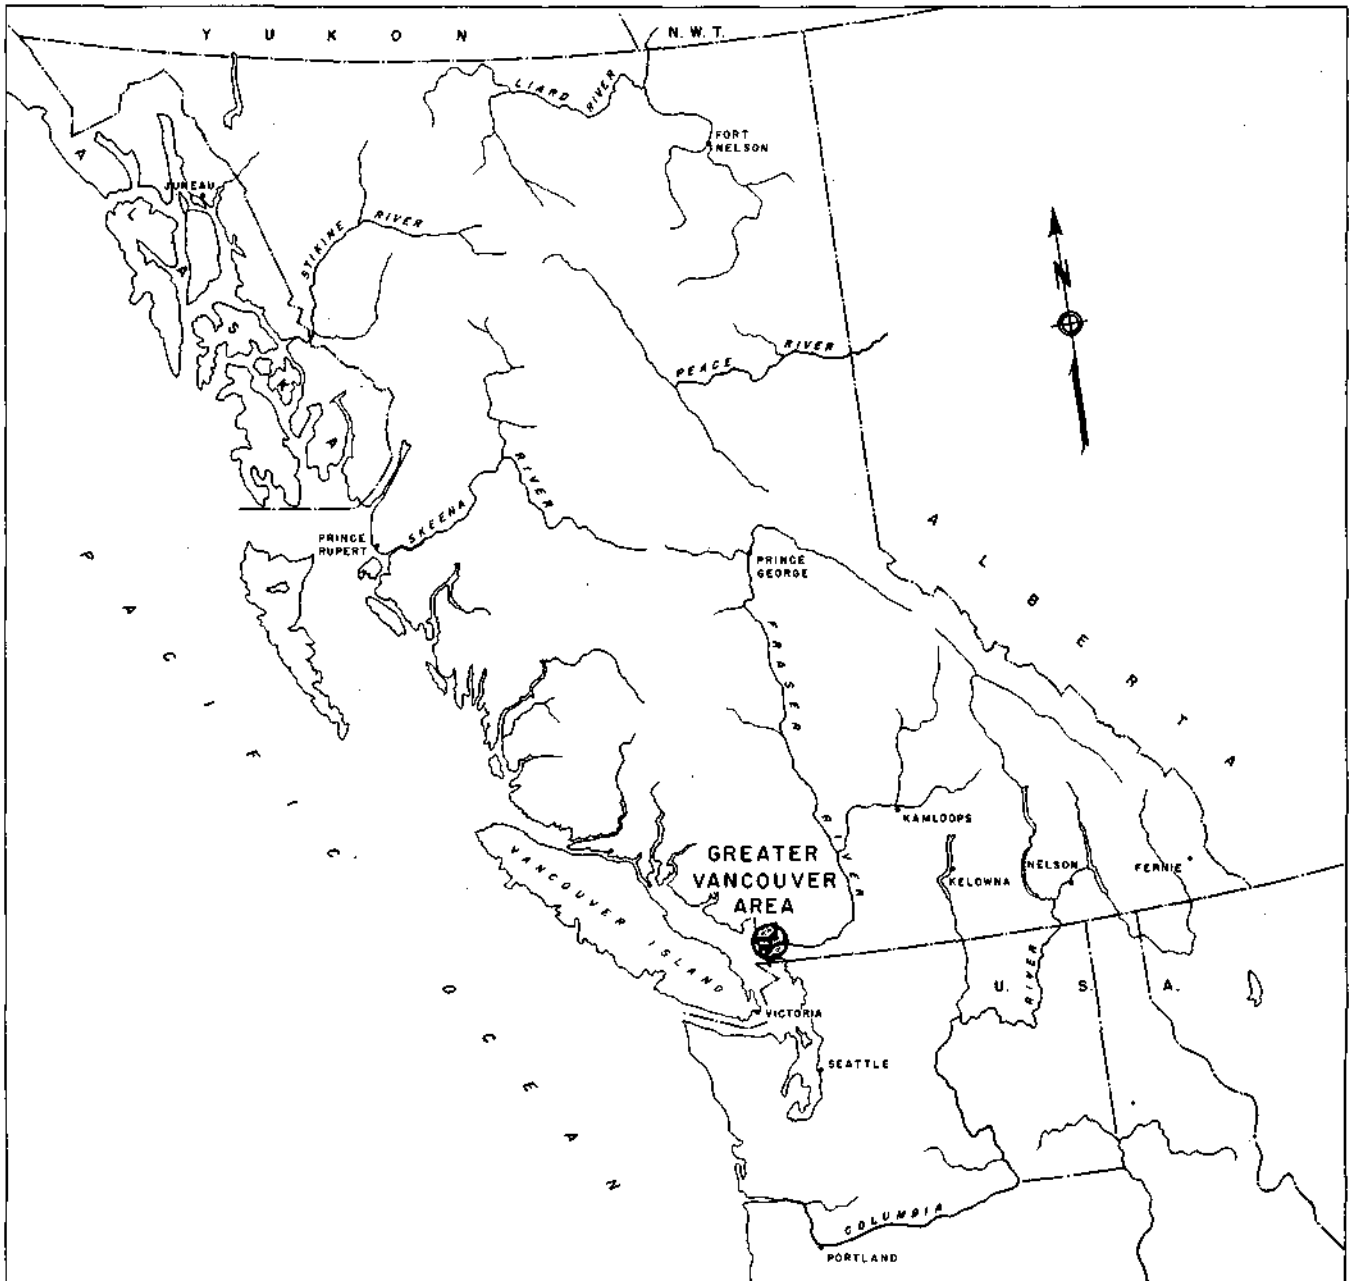 YUKON
N.W.T.
LIARD RIVER
FORT
NELSON
ALASKA
JUNEAU
STIKINE RIVER
N
PEACE RIVER
SKEENA RIVER
PRINCE
RUPERT
PRINCE
GEORGE
ALBERTA
PACIFIC OCEAN
FRASER RIVER
KAMLOOPS
GREATER
VANCOUVER
AREA
KELOWNA
NELSON
FERNIE
VANCOUVER ISLAND
U. S. A.
RIVER
VICTORIA
SEATTLE
COLUMBIA
PORTLAND